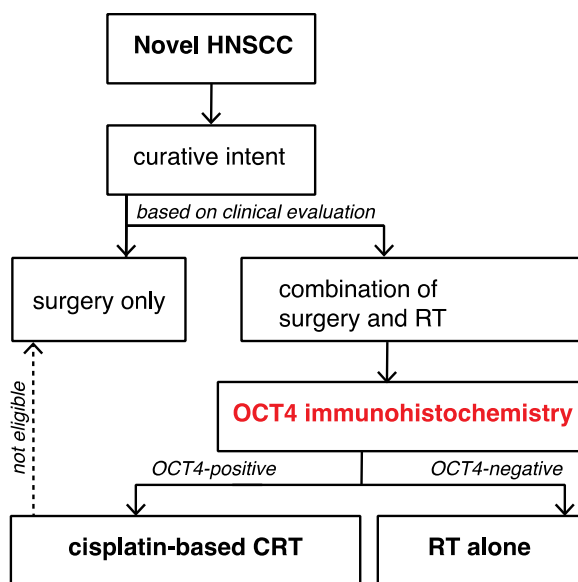 Novel HNSCC
curative intent
based on clinical evaluation
surgery only
combination of
surgery and RT
not eligible
OCT4 immunohistochemistry
OCT4-positive
OCT4-negative
cisplatin-based CRT
RT alone